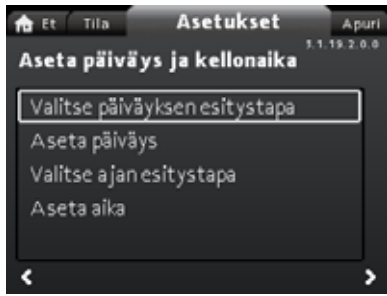 Et Tila Asetukset Apuri
3.1.19.2.0.0
Aseta päiväys ja kellonaika
Valitse päiväyksen esitystapa
Aseta päiväys
Valitse ajan esitystapa
Aseta aika